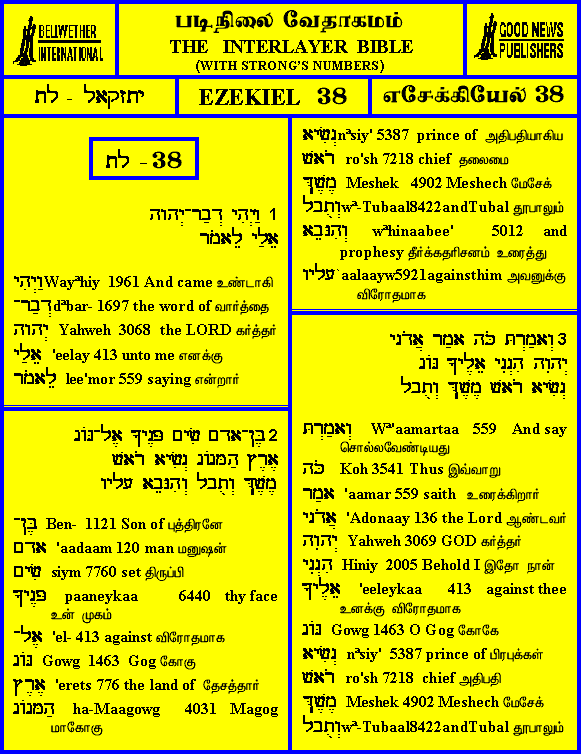 BELLWETHER
INTERNATIONAL
படிநிலை வேதாகமம்
THE INTERLAYER BIBLE
(WITH STRONG'S NUMBERS)
GOOD NEWS
PUBLISHERS
יחזקאל - לח
EZEKIEL 38
எசேக்கியேல் 38
לח - 38
1 וַיְהִי דְבַר־יְהוָה
אֵלַי לֵאמֹר
וַיְהִי Wayᵃhiy 1961 And came உண்டாகி
דְבַר־ dᵃbar- 1697 the word of வார்த்தை
יְהוָה Yahweh 3068 the LORD கர்த்தர்
אֵלַי 'eelay 413 unto me எனக்கு
לֵאמֹר lee'mor 559 saying என்றார்
2 בֶּן־אָדָם שִׂים פָּנֶיךָ אֶל־גּוֹג
אֶרֶץ הַמָּגוֹג נְשִׂיא רֹאשׁ
מֶשֶׁךְ וְתֻבָל וְהִנָּבֵא עָלָיו
בֶּן־ Ben- 1121 Son of புத்திரனே
אָדָם 'aadaam 120 man மனுஷன்
שִׂים siym 7760 set திருப்பி
פָּנֶיךָ paaneykaa 6440 thy face
உன் முகம்
אֶל־ 'el- 413 against விரோதமாக
גּוֹג Gowg 1463 Gog கோகு
אֶרֶץ 'erets 776 the land of தேசத்தார்
הַמָּגוֹג ha-Maagowg 4031 Magog
மாகோகு
נְשִׂיא nᵃsiy' 5387 prince of அதிபதியாகிய
רֹאשׁ ro'sh 7218 chief தலைமை
מֶשֶׁךְ Meshek 4902 Meshech மேசேக்
וְתֻבָל wᵃ-Tubaal8422andTubal தூபாலும்
וְהִנָּבֵא wᵃhinaabee' 5012 and
prophesy தீர்க்கதரிசனம் உரைத்து
עָלָיו `aalaayw5921againsthim அவனுக்கு
விரோதமாக
3 וְאָמַרְתָּ כֹּה אָמַר אֲדֹנָי
יְהוִה הִנְנִי אֵלֶיךָ גּוֹג
נְשִׂיא רֹאשׁ מֶשֶׁךְ וְתֻבָל
וְאָמַרְתָּ Wᵃ'aamartaa 559 And say
சொல்லவேண்டியது
כֹּה Koh 3541 Thus இவ்வாறு
אָמַר 'aamar 559 saith உரைக்கிறார்
אֲדֹנָי 'Adonaay 136 the Lord ஆண்டவர்
יְהוִה Yahweh 3069 GOD கர்த்தர்
הִנְנִי Hiniy 2005 Behold I இதோ நான்
אֵלֶיךָ 'eeleykaa 413 against thee
உனக்கு விரோதமாக
גּוֹג Gowg 1463 O Gog கோகே
נְשִׂיא nᵃsiy' 5387 prince of பிரபுக்கள்
רֹאשׁ ro'sh 7218 chief அதிபதி
מֶשֶׁךְ Meshek 4902 Meshech மேசேக்
וְתֻבָל wᵃ-Tubaal8422andTubal தூபாலும்